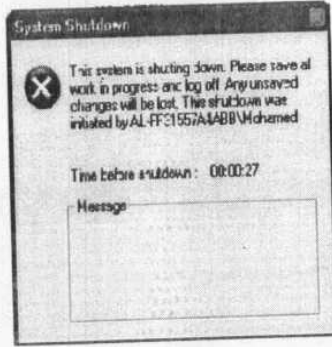 System Shutdown
This system is shutting down. Please save all
work in progress and log off. Any unsaved
changes will be lost. This shutdown was
initiated by \Mohamed
Time before shutdown : 00:00:27
Message